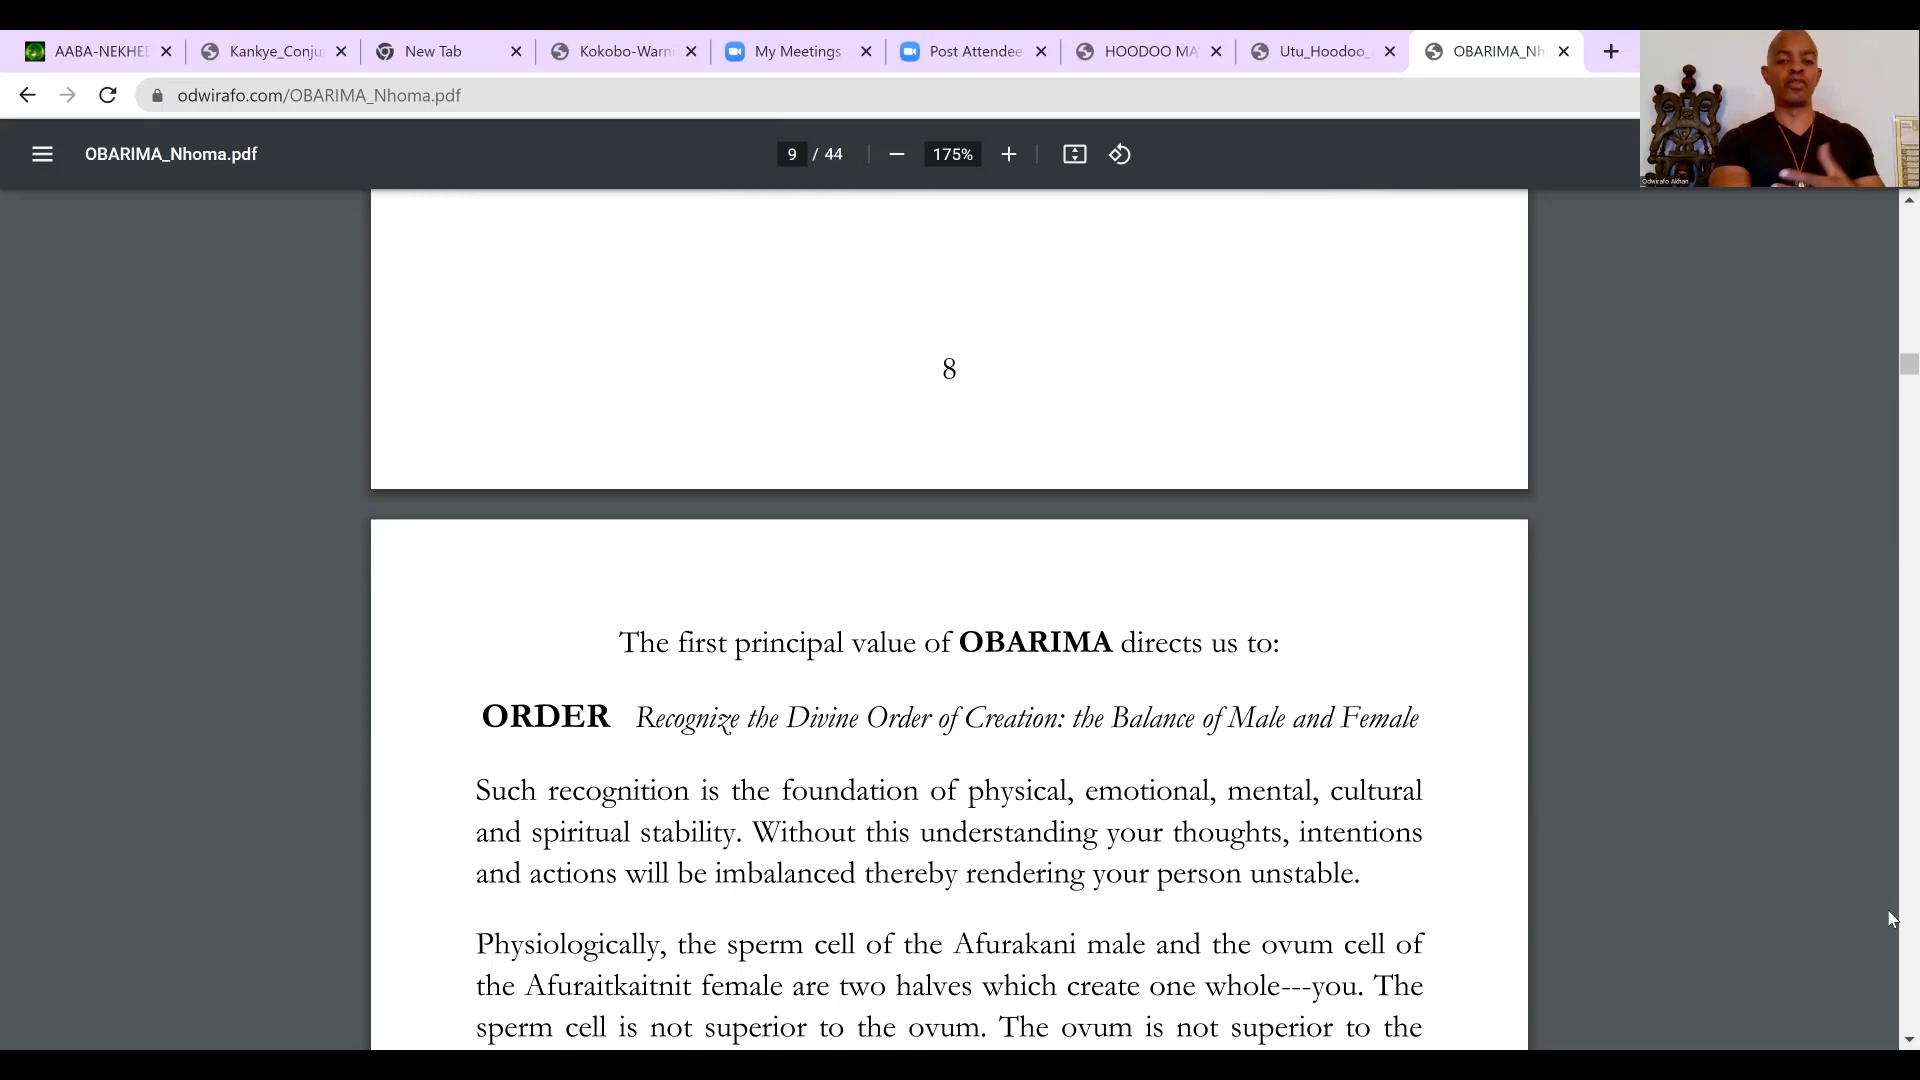 AABA-NEKHEB
Kankye_Conju
New Tab
Kokobo-Warni
My Meetings
Post Attendee
HOODOO MA
Utu_Hoodoo_
OBARIMA_Nh
odwirafo.com/OBARIMA_Nhoma.pdf
OBARIMA_Nhoma.pdf
9 / 44
175%
Odwirafo Akhan
8
The first principal value of OBARIMA directs us to:
ORDER Recognize the Divine Order of Creation: the Balance of Male and Female
Such recognition is the foundation of physical, emotional, mental, cultural
and spiritual stability. Without this understanding your thoughts, intentions
and actions will be imbalanced thereby rendering your person unstable.
Physiologically, the sperm cell of the Afurakani male and the ovum cell of
the Afuraitkaitnit female are two halves which create one whole---you. The
sperm cell is not superior to the ovum. The ovum is not superior to the